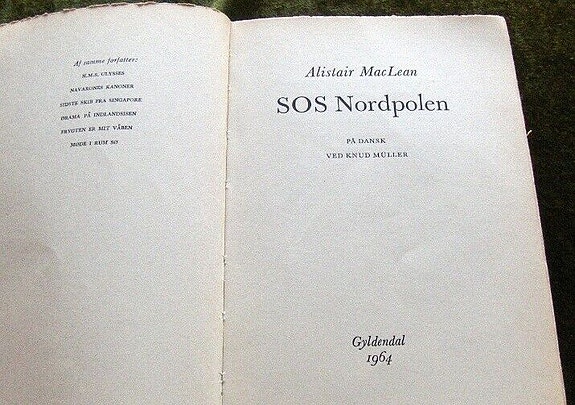 Af samme forfatter:
H.M.S. ULYSSES
NAVARONES KANONER
SIDSTE SKIB FRA SINGAPORE
DRAMA PÅ INDLANDSISEN
FRYGTEN ER MIT VÅBEN
MØDE I RUM 802
Alistair MacLean
SOS Nordpolen
PÅ DANSK
VED KNUD MÜLLER
Gyldendal
1964